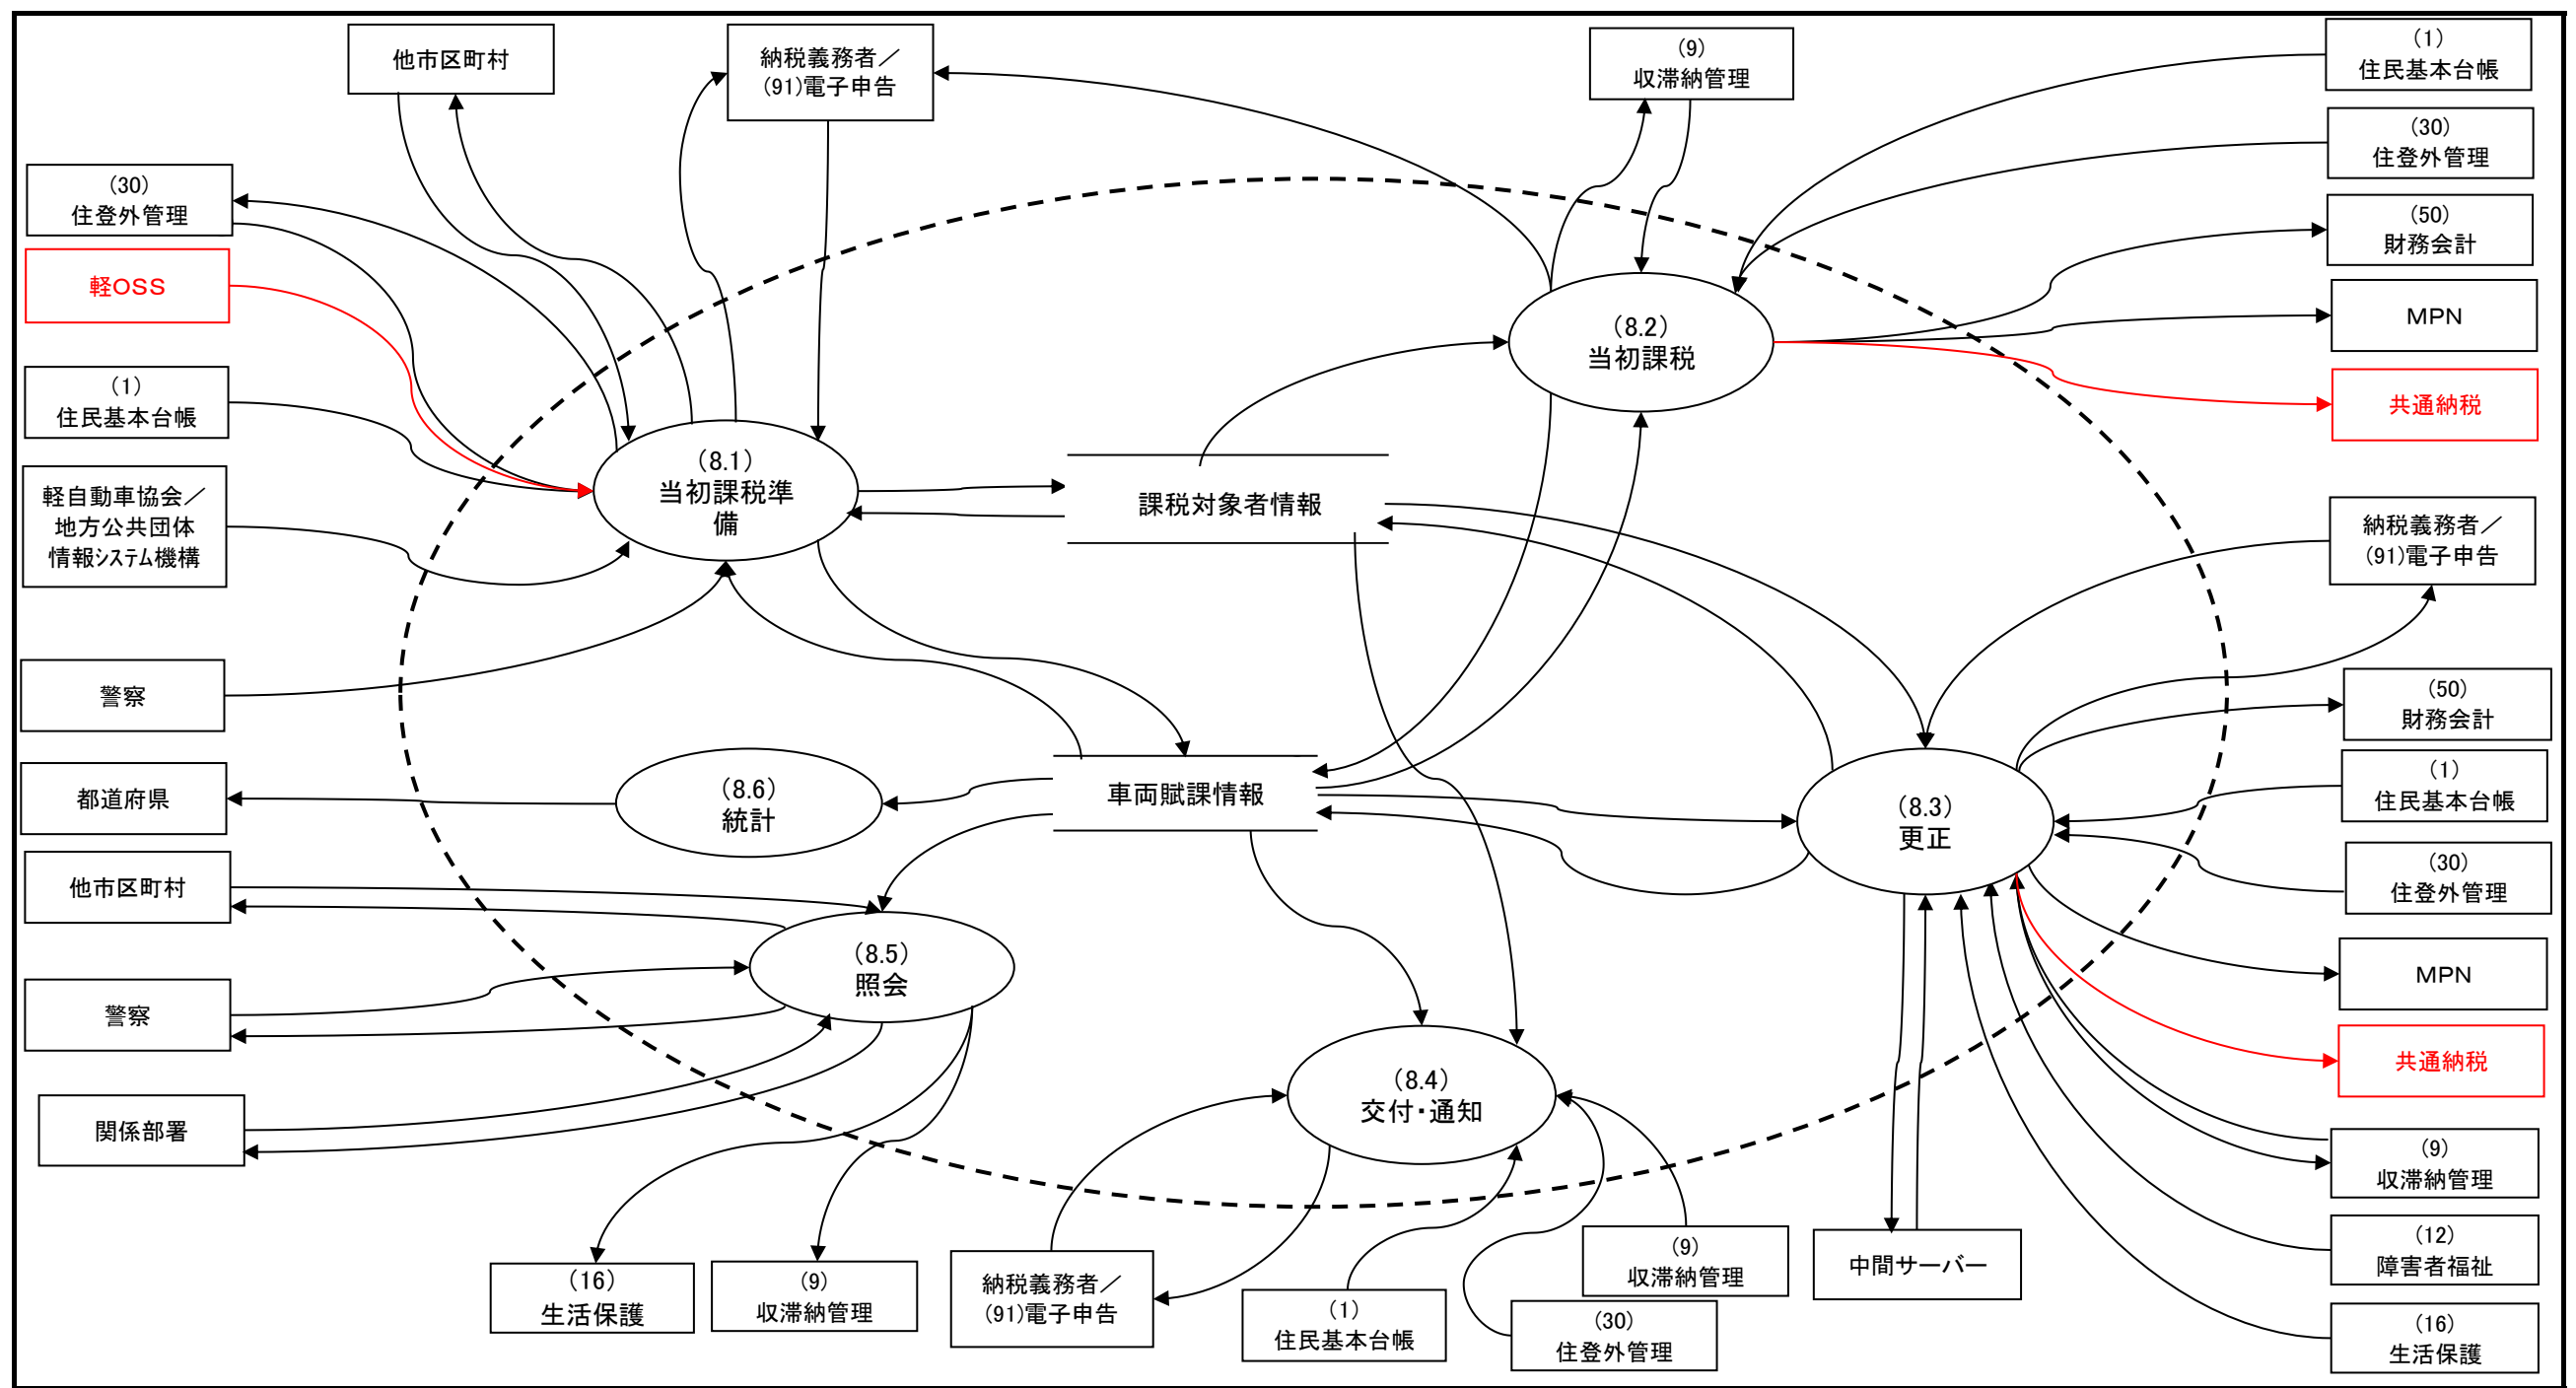 他市区町村
納税義務者／
(91)電子申告
(9)
収滞納管理
(1)
住民基本台帳
(30)
住登外管理
(30)
住登外管理
(50)
財務会計
軽OSS
MPN
(8.2)
当初課税
(1)
住民基本台帳
共通納税
(8.1)
当初課税準
備
軽自動車協会／
地方公共団体
情報ｼｽﾃﾑ機構
課税対象者情報
納税義務者／
(91)電子申告
警察
(50)
財務会計
都道府県
(8.6)
統計
車両賦課情報
(8.3)
更正
(1)
住民基本台帳
他市区町村
(30)
住登外管理
(8.5)
照会
MPN
警察
共通納税
(8.4)
交付・通知
関係部署
(9)
収滞納管理
(12)
障害者福祉
(16)
生活保護
(9)
収滞納管理
納税義務者／
(91)電子申告
(1)
住民基本台帳
(30)
住登外管理
(9)
収滞納管理
中間サーバー
(16)
生活保護